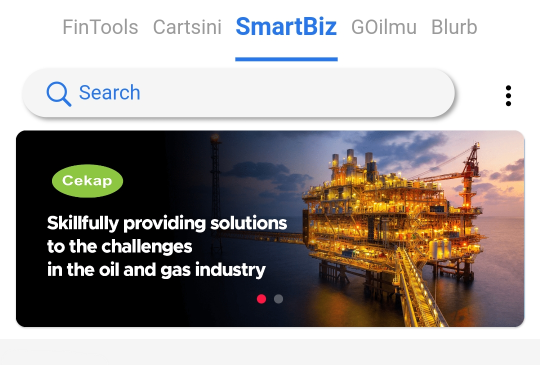 FinTools Cartsini SmartBiz GOilmu Blurb
Search
Cekap
Skillfully providing solutions
to the challenges
in the oil and gas industry